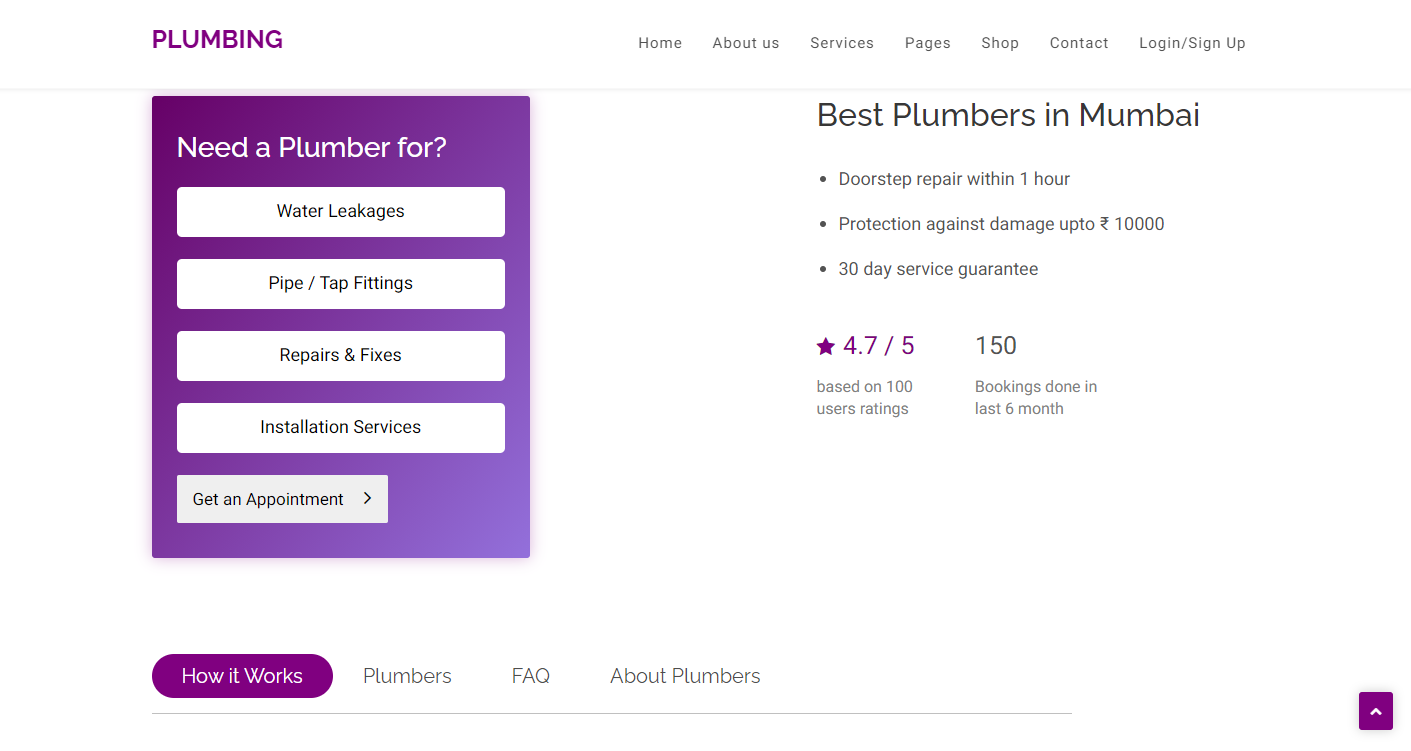 PLUMBING
Home About us Services Pages Shop Contact Login/Sign Up
Need a Plumber for?
Water Leakages
Pipe / Tap Fittings
Repairs & Fixes
Installation Services
Get an Appointment
Best Plumbers in Mumbai
Doorstep repair within 1 hour
Protection against damage upto ₹ 10000
30 day service guarantee
4.7 / 5
based on 100
users ratings
150
Bookings done in
last 6 month
How it Works Plumbers FAQ About Plumbers